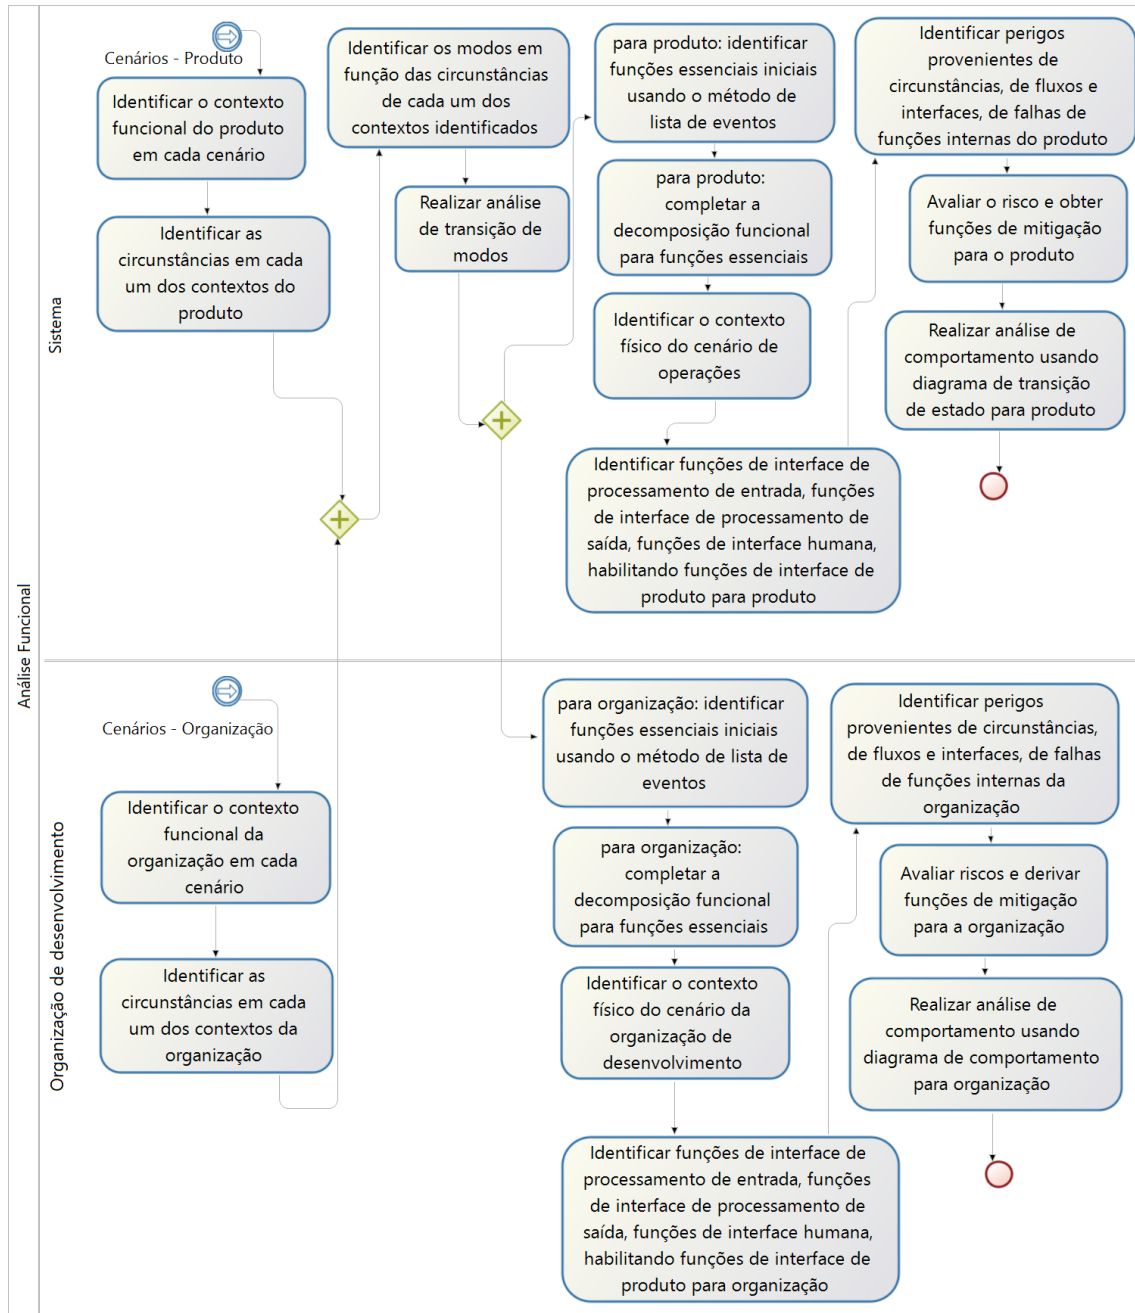 Análise Funcional
Sistema
Cenários - Produto
Identificar o contexto
funcional do produto
em cada cenário
Identificar as
circunstâncias em cada
um dos contextos do
produto
Identificar os modos em
função das circunstâncias
de cada um dos
contextos identificados
Realizar análise
de transição de
modos
para produto: identificar
funções essenciais iniciais
usando o método de
lista de eventos
para produto:
completar a
decomposição funcional
para funções essenciais
Identificar o contexto
físico do cenário de
operações
Identificar funções de interface de
processamento de entrada, funções
de interface de processamento de
saída, funções de interface humana,
habilitando funções de interface de
produto para produto
Identificar perigos
provenientes de
circunstâncias, de fluxos e
interfaces, de falhas de
funções internas do produto
Avaliar o risco e obter
funções de mitigação
para o produto
Realizar análise de
comportamento usando
diagrama de transição
de estado para produto
Organização de desenvolvimento
Cenários - Organização
Identificar o contexto
funcional da
organização em cada
cenário
Identificar as
circunstâncias em cada
um dos contextos da
organização
para organização: identificar
funções essenciais iniciais
usando o método de lista de
eventos
para organização:
completar a
decomposição funcional
para funções essenciais
Identificar o contexto
físico do cenário da
organização de
desenvolvimento
Identificar funções de interface de
processamento de entrada, funções
de interface de processamento de
saída, funções de interface humana,
habilitando funções de interface de
produto para organização
Identificar perigos
provenientes de circunstâncias,
de fluxos e interfaces, de falhas
de funções internas da
organização
Avaliar riscos e derivar
funções de mitigação
para a organização
Realizar análise de
comportamento usando
diagrama de comportamento
para organização